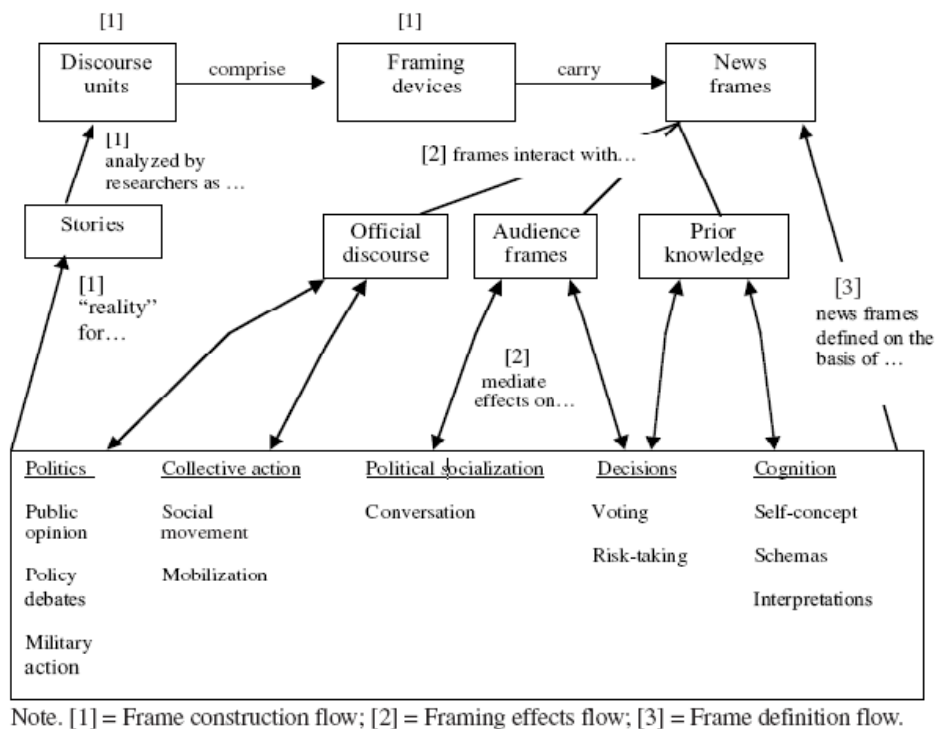 [1]
[1]
Discourse
units
comprise
Framing
devices
carry
News
frames
[1]
analyzed by
researchers as …
[2] frames interact with…
Stories
Official
discourse
Audience
frames
Prior
knowledge
[1]
“reality”
for…
[2]
mediate
effects on…
[3]
news frames
defined on the
basis of …
Politics
Public
opinion
Policy
debates
Military
action
Collective action
Social
movement
Mobilization
Political socialization
Conversation
Decisions
Voting
Risk-taking
Cognition
Self-concept
Schemas
Interpretations
Note. [1] = Frame construction flow; [2] = Framing effects flow; [3] = Frame definition flow.